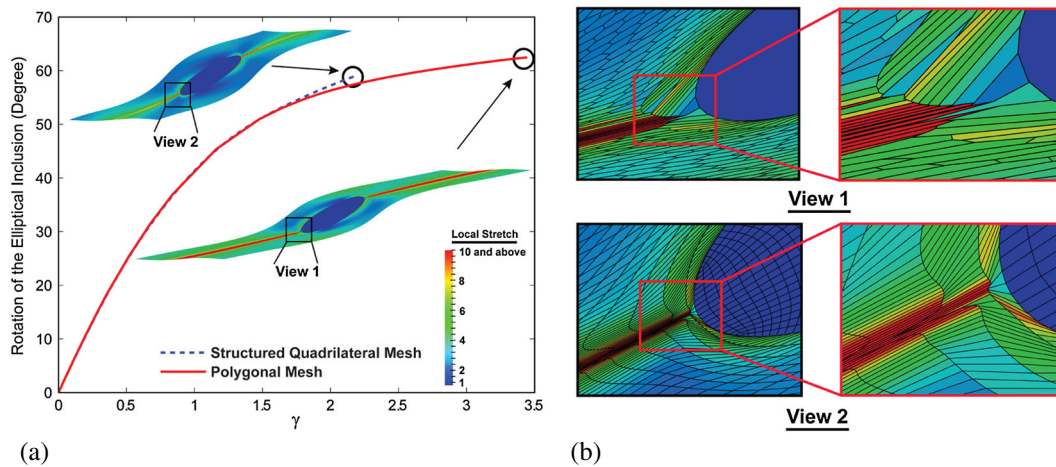 Rotation of the Elliptical Inclusion (Degree)
70
60
50
40
30
20
10
0
View 2
View 1
Local Stretch
10 and above
8
6
4
2
1
Structured Quadrilateral Mesh
Polygonal Mesh
0 0.5 1 1.5 2 2.5 3 3.5
γ
(a)
View 1
View 2
(b)